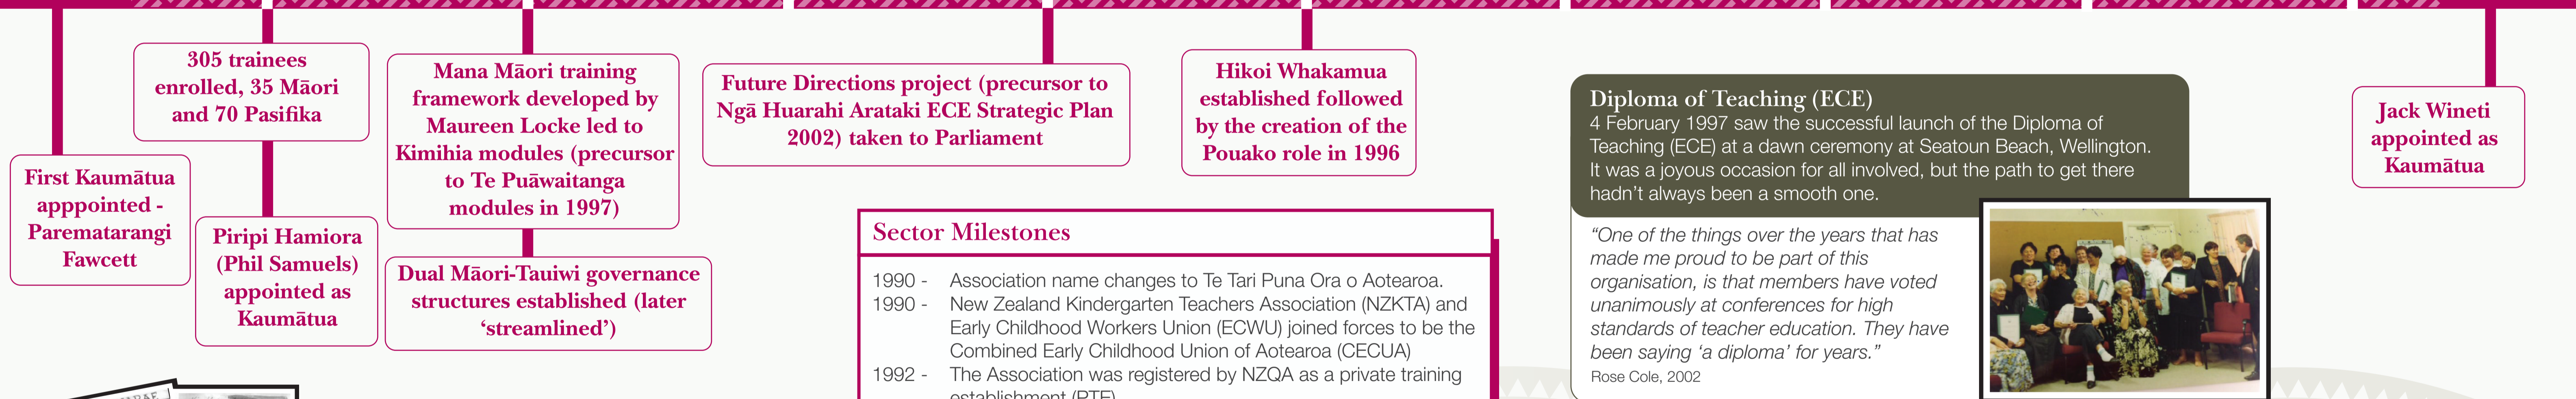 305 trainees
enrolled, 35 Māori
and 70 Pasifika
First Kaumātua
apppointed -
Parematarangi
Fawcett
Piripi Hamiora
(Phil Samuels)
appointed as
Kaumātua
Mana Māori training
framework developed by
Maureen Locke led to
Kimihia modules (precursor
to Te Puāwaitanga
modules in 1997)
Dual Māori-Tauiwi governance
structures established (later
‘streamlined’)
Future Directions project (precursor to
Ngā Huarahi Arataki ECE Strategic Plan
2002) taken to Parliament
Hikoi Whakamua
established followed
by the creation of the
Pouako role in 1996
Sector Milestones
1990 - Association name changes to Te Tari Puna Ora o Aotearoa.
1990 - New Zealand Kindergarten Teachers Association (NZKTA) and
Early Childhood Workers Union (ECWU) joined forces to be the
Combined Early Childhood Union of Aotearoa (CECUA)
1992 - The Association was registered by NZQA as a private training
establishment (PTE)
Diploma of Teaching (ECE)
4 February 1997 saw the successful launch of the Diploma of
Teaching (ECE) at a dawn ceremony at Seatoun Beach, Wellington.
It was a joyous occasion for all involved, but the path to get there
hadn’t always been a smooth one.
“One of the things over the years that has
made me proud to be part of this
organisation, is that members have voted
unanimously at conferences for high
standards of teacher education. They have
been saying ‘a diploma’ for years.”
Rose Cole, 2002
Jack Wineti
appointed as
Kaumātua